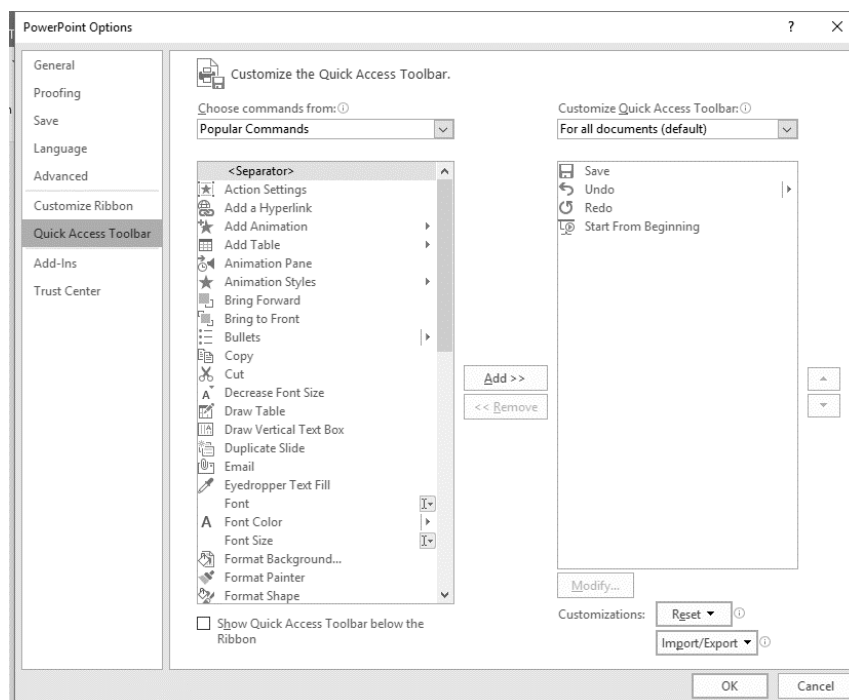 PowerPoint Options
?
General
Proofing
Save
Language
Advanced
Customize Ribbon
Quick Access Toolbar
Add-Ins
Trust Center
Customize the Quick Access Toolbar.
Choose commands from:
Popular Commands
<Separator>
Action Settings
Add a Hyperlink
Add Animation
Add Table
Animation Pane
Animation Styles
Bring Forward
Bring to Front
Bullets
Copy
Cut
Decrease Font Size
Draw Table
Draw Vertical Text Box
Duplicate Slide
Email
Eyedropper Text Fill
Font
Font Color
Font Size
Format Background...
Format Painter
Format Shape
Show Quick Access Toolbar below the
Ribbon
Add >>
<< Remove
Customize Quick Access Toolbar:
For all documents (default)
Save
Undo
Redo
Start From Beginning
Modify...
Customizations:
Reset
Import/Export
OK
Cancel